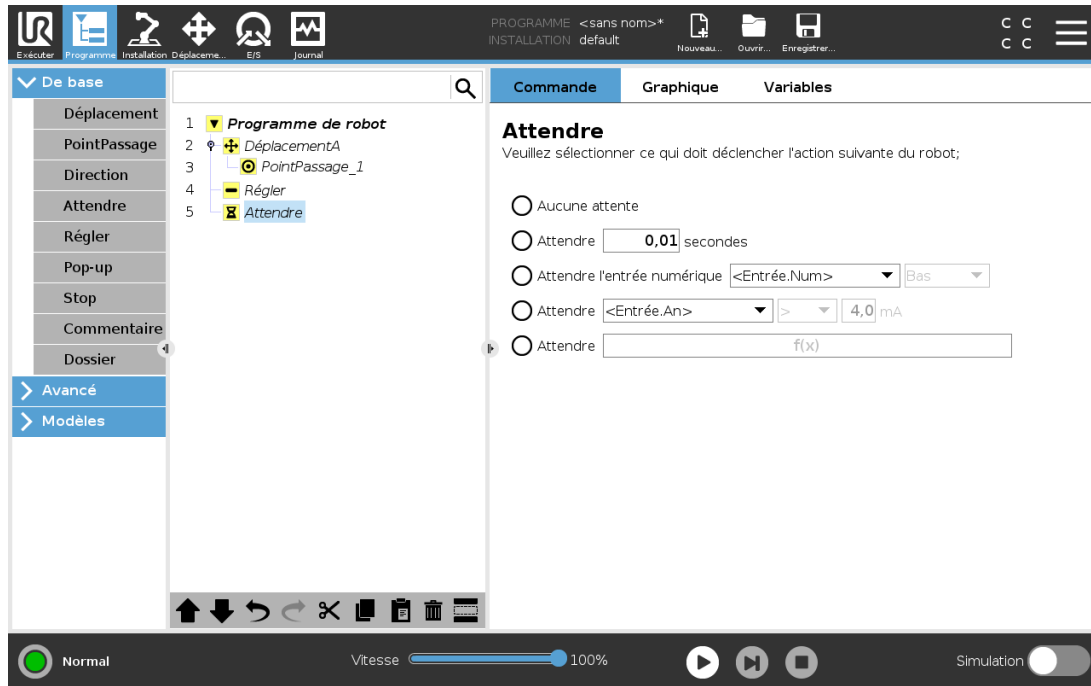 UR
Exécuter
Programme
Installation
Déplaceme...
E/S
Journal
PROGRAMME <sans nom>*
INSTALLATION default
Nouveau...
Ouvrir...
Enregistrer...
C C
C C
De base
Déplacement
PointPassage
Direction
Attendre
Régler
Pop-up
Stop
Commentaire
Dossier
Avancé
Modèles
1 Programme de robot
2 DéplacementA
3 PointPassage_1
4 Régler
5 Attendre
Commande Graphique Variables
Attendre
Veuillez sélectionner ce qui doit déclencher l'action suivante du robot;
Aucune attente
Attendre 0,01 secondes
Attendre l'entrée numérique <Entrée.Num> Bas
Attendre <Entrée.An> > 4,0 mA
Attendre f(x)
Normal
Vitesse 100%
Simulation